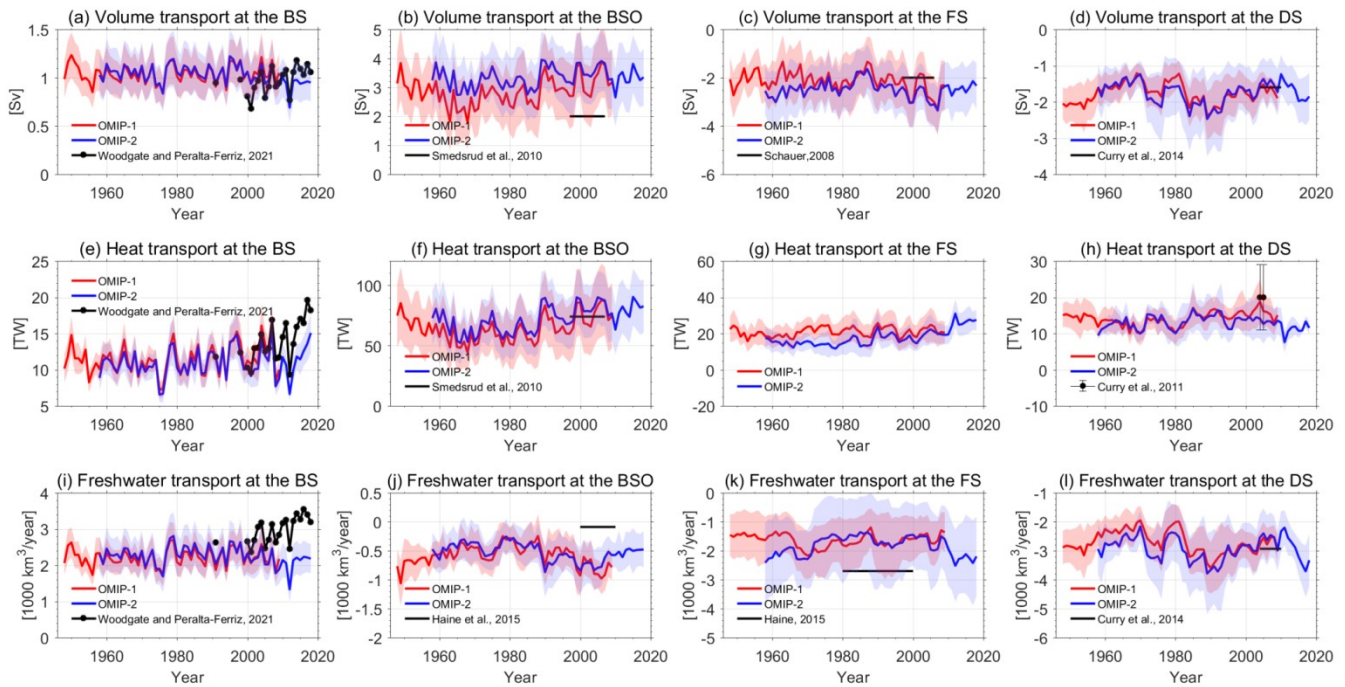 (a) Volume transport at the BS
[Sv]
1.5
1
0.5
0
OMIP-1
OMIP-2
Woodgate and Peralta-Ferriz, 2021
1960 1980 2000 2020
Year
(b) Volume transport at the BSO
[Sv]
5
4
3
2
1
0
OMIP-1
OMIP-2
Smedsrud et al., 2010
1960 1980 2000 2020
Year
(c) Volume transport at the FS
[Sv]
0
-2
-4
-6
OMIP-1
OMIP-2
Schauer,2008
1960 1980 2000 2020
Year
(d) Volume transport at the DS
[Sv]
0
-1
-2
-3
-4
OMIP-1
OMIP-2
Curry et al., 2014
1960 1980 2000 2020
Year
(e) Heat transport at the BS
[TW]
25
20
15
10
5
OMIP-1
OMIP-2
Woodgate and Peralta-Ferriz, 2021
1960 1980 2000 2020
Year
(f) Heat transport at the BSO
[TW]
100
50
0
OMIP-1
OMIP-2
Smedsrud et al., 2010
1960 1980 2000 2020
Year
(g) Heat transport at the FS
[TW]
60
40
20
0
-20
OMIP-1
OMIP-2
1960 1980 2000 2020
Year
(h) Heat transport at the DS
[TW]
30
20
10
0
-10
OMIP-1
OMIP-2
Curry et al., 2011
1960 1980 2000 2020
Year
(i) Freshwater transport at the BS
[1000 km³/year]
4
3
2
1
0
OMIP-1
OMIP-2
Woodgate and Peralta-Ferriz, 2021
1960 1980 2000 2020
Year
(j) Freshwater transport at the BSO
[1000 km³/year]
0.5
0
-0.5
-1
-1.5
-2
OMIP-1
OMIP-2
Haine et al., 2015
1960 1980 2000 2020
Year
(k) Freshwater transport at the FS
[1000 km³/year]
0
-1
-2
-3
-4
-5
OMIP-1
OMIP-2
Haine, 2015
1960 1980 2000 2020
Year
(l) Freshwater transport at the DS
[1000 km³/year]
-1
-2
-3
-4
-5
-6
OMIP-1
OMIP-2
Curry et al., 2014
1960 1980 2000 2020
Year